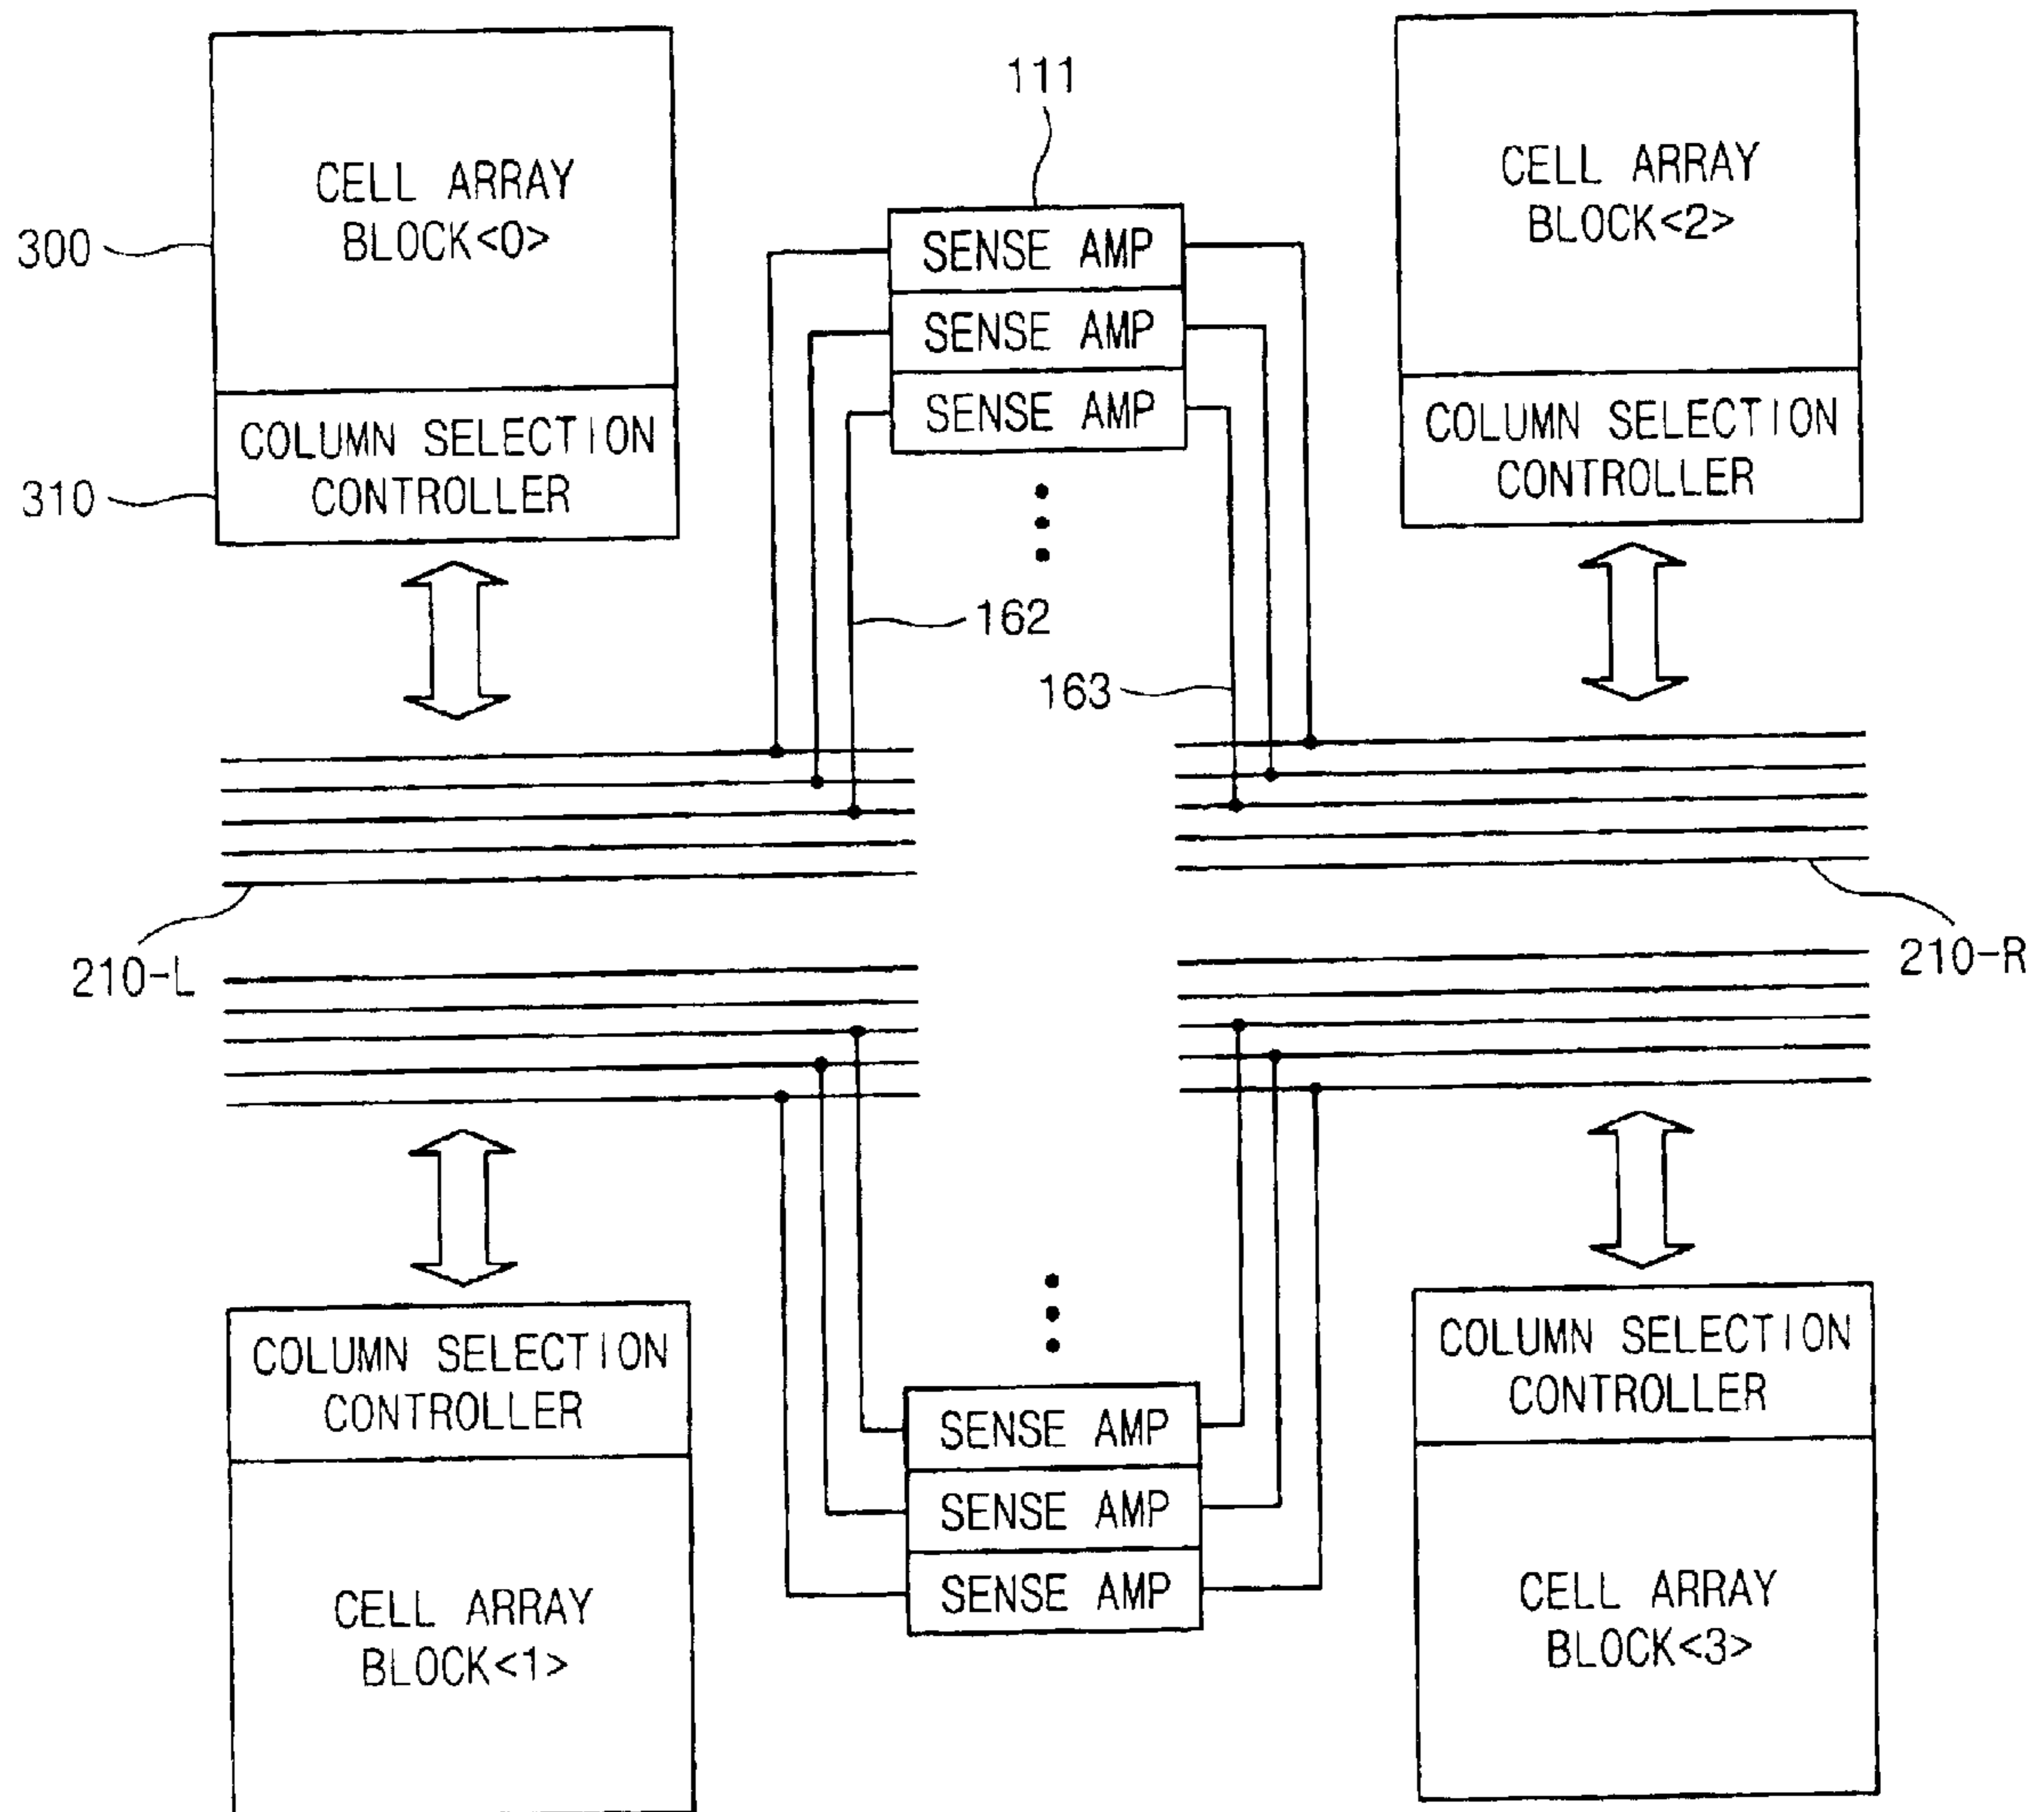 111
CELL ARRAY
BLOCK<0>
300
COLUMN SELECTION
CONTROLLER
310
SENSE AMP
SENSE AMP
SENSE AMP
CELL ARRAY
BLOCK<2>
COLUMN SELECTION
CONTROLLER
162
163
210-L
210-R
COLUMN SELECTION
CONTROLLER
CELL ARRAY
BLOCK<1>
SENSE AMP
SENSE AMP
SENSE AMP
COLUMN SELECTION
CONTROLLER
CELL ARRAY
BLOCK<3>